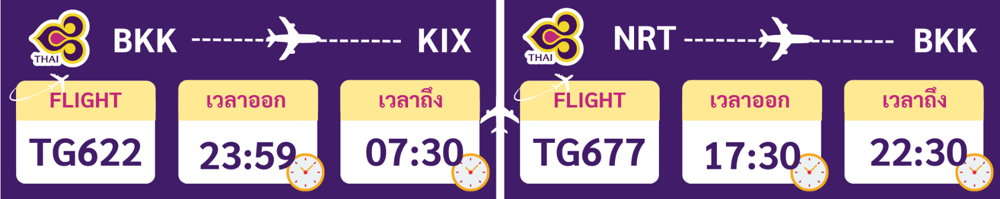 THAI
BKK KIX
FLIGHT เวลาออก เวลาถึง
TG622 23:59 07:30
THAI
NRT BKK
FLIGHT เวลาออก เวลาถึง
TG677 17:30 22:30